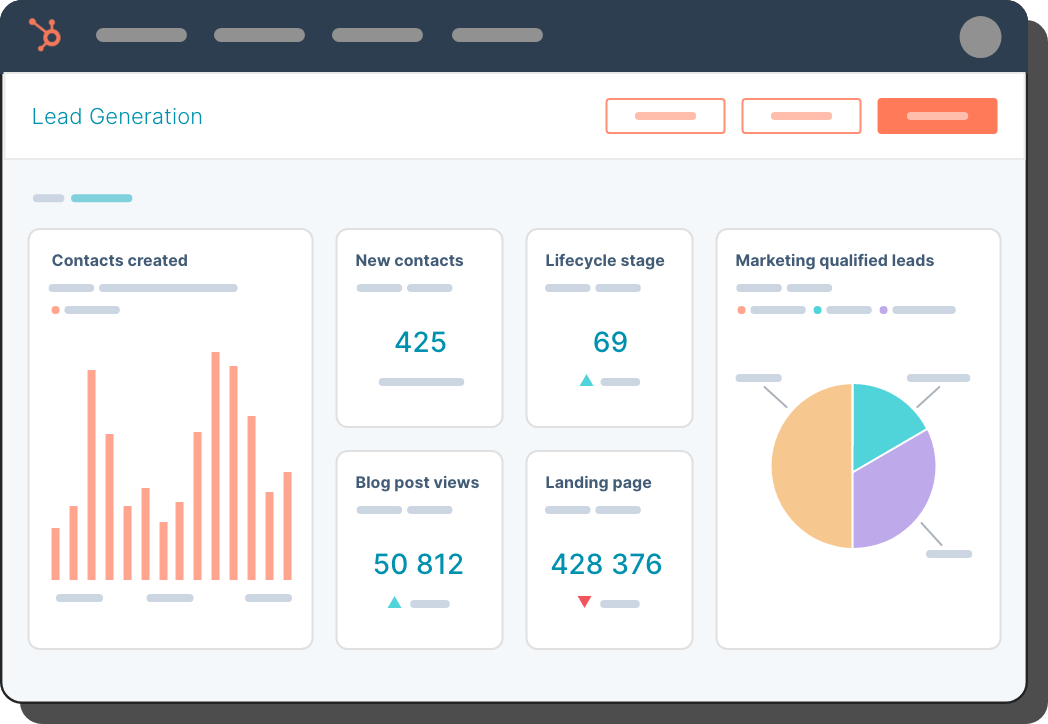 Lead Generation
Contacts created
New contacts
425
Lifecycle stage
69
Marketing qualified leads
Blog post views
50 812
Landing page
428 376